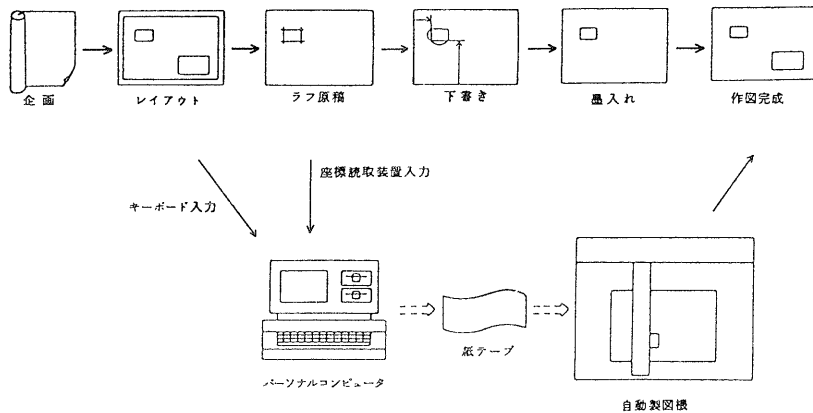 企画
レイアウト
ラフ原稿
下書き
墨入れ
作図完成
キーボード入力
座標読取装置入力
パーソナルコンピュータ
紙テープ
自動製図機